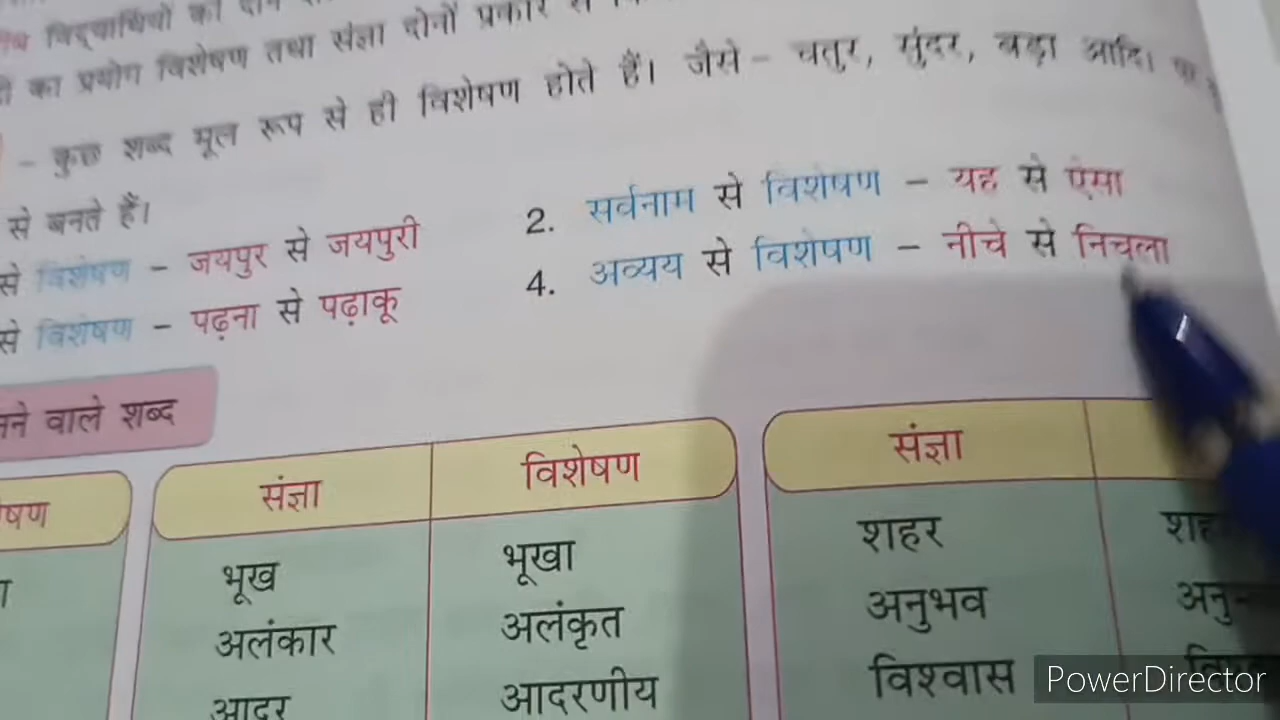 विद्यार्थियों को
का प्रयोग विशेषण तथा संज्ञा दोनों प्रकार से
- कुछ शब्द मूल रूप से ही विशेषण होते हैं। जैसे - चतुर, सुंदर, बड़ा आदि।
से बनते हैं।
से विशेषण - जयपुर से जयपुरी
2. सर्वनाम से विशेषण - यह से ऐसा
से विशेषण - पढ़ना से पढ़ाकू
4. अव्यय से विशेषण - नीचे से निचला
वाले शब्द
संज्ञा विशेषण
भूख भूखा
अलंकार अलंकृत
आदर आदरणीय
संज्ञा
शहर
अनुभव
विश्वास
PowerDirector